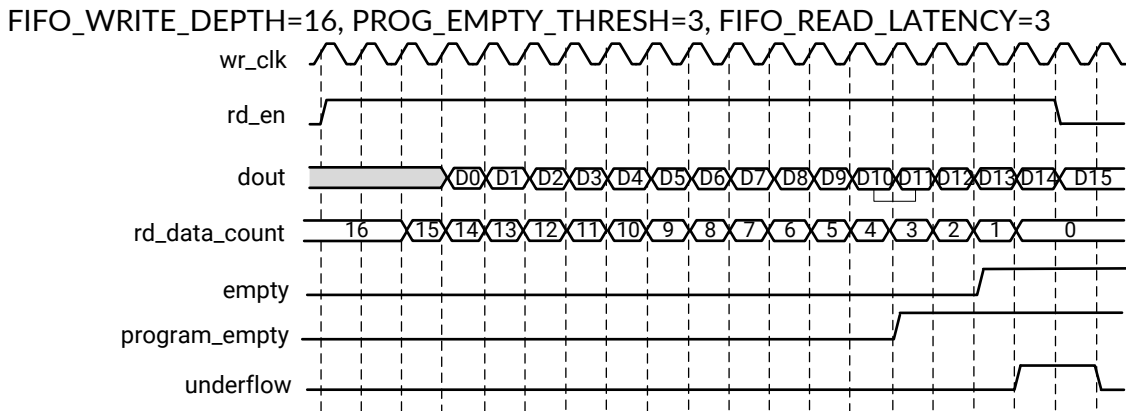 FIFO_WRITE_DEPTH=16, PROG_EMPTY_THRESH=3, FIFO_READ_LATENCY=3
wr_clk
rd_en
dout D0 D1 D2 D3 D4 D5 D6 D7 D8 D9 D10 D11 D12 D13 D14 D15
rd_data_count 16 15 14 13 12 11 10 9 8 7 6 5 4 3 2 1 0
empty
program_empty
underflow